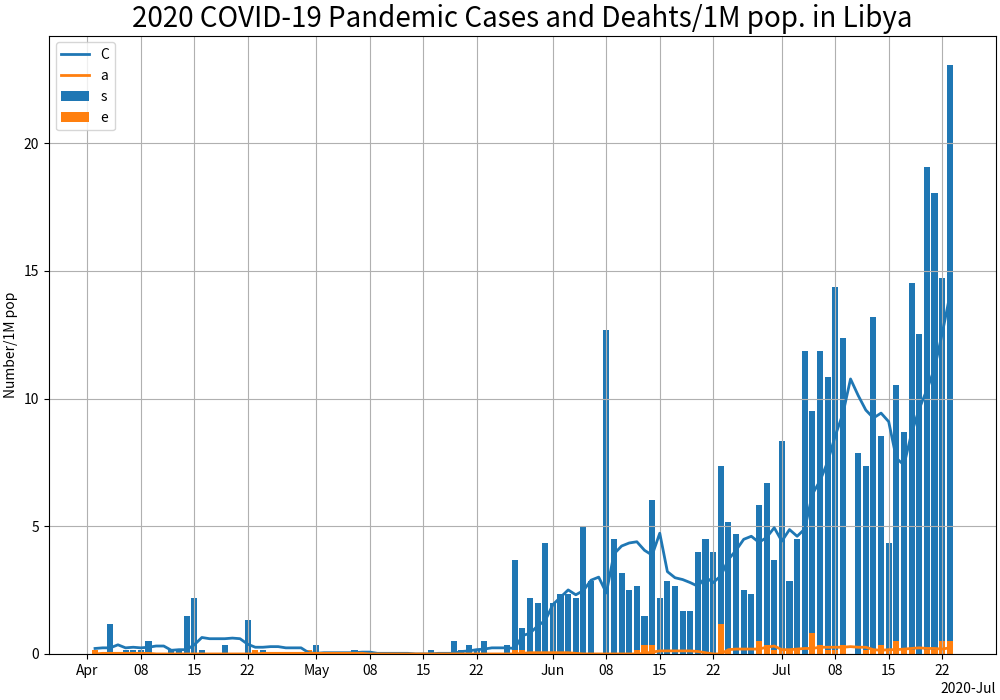 2020 COVID-19 Pandemic Cases and Deahts/1M pop. in Libya
C
a
s
e
Number/1M pop
20
15
10
5
0
Apr 08 15 22 May 08 15 22 Jun 08 15 22 Jul 08 15 22
2020-Jul